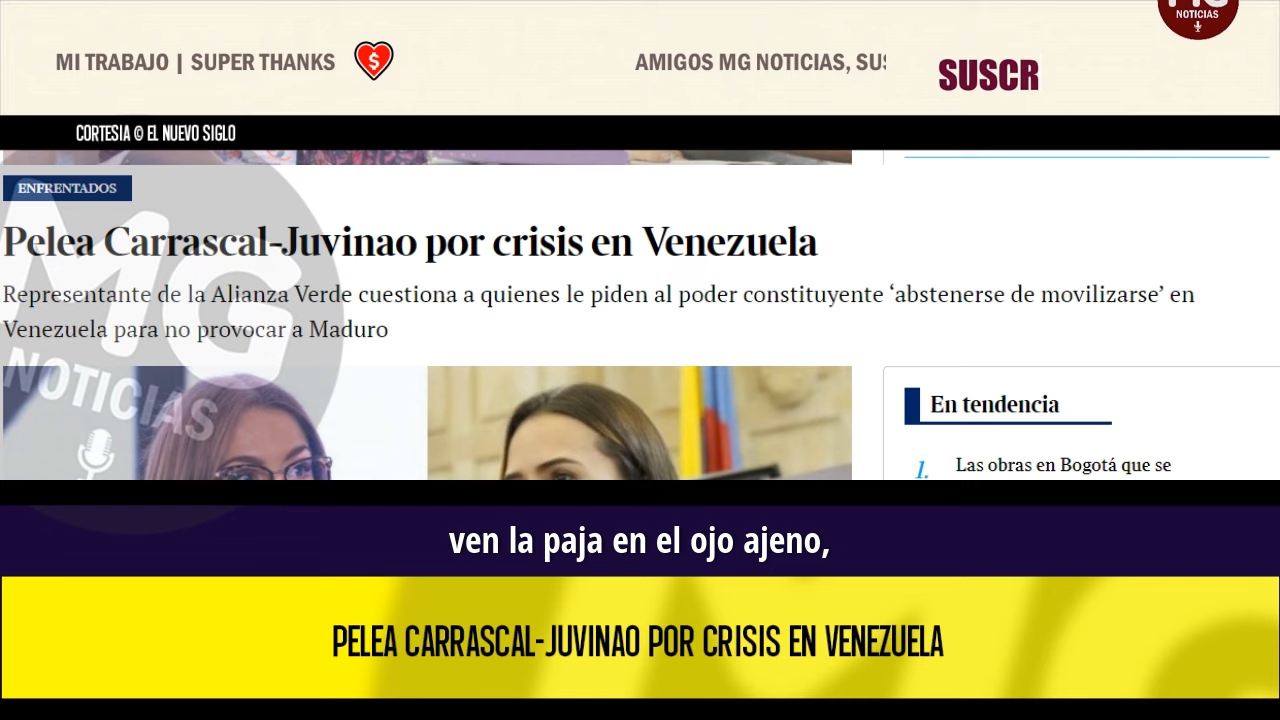 NOTICIAS
MI TRABAJO | SUPER THANKS
AMIGOS MG NOTICIAS, SUS
SUSCR
CORTESIA © EL NUEVO SIGLO
ENFRENTADOS
Pelea Carrascal-Juvinao por crisis en Venezuela
Representante de la Alianza Verde cuestiona a quienes le piden al poder constituyente ‘abstenerse de movilizarse’ en
Venezuela para no provocar a Maduro
MG
NOTICIAS
En tendencia
1. Las obras en Bogotá que se
ven la paja en el ojo ajeno,
PELEA CARRASCAL-JUVINAO POR CRISIS EN VENEZUELA